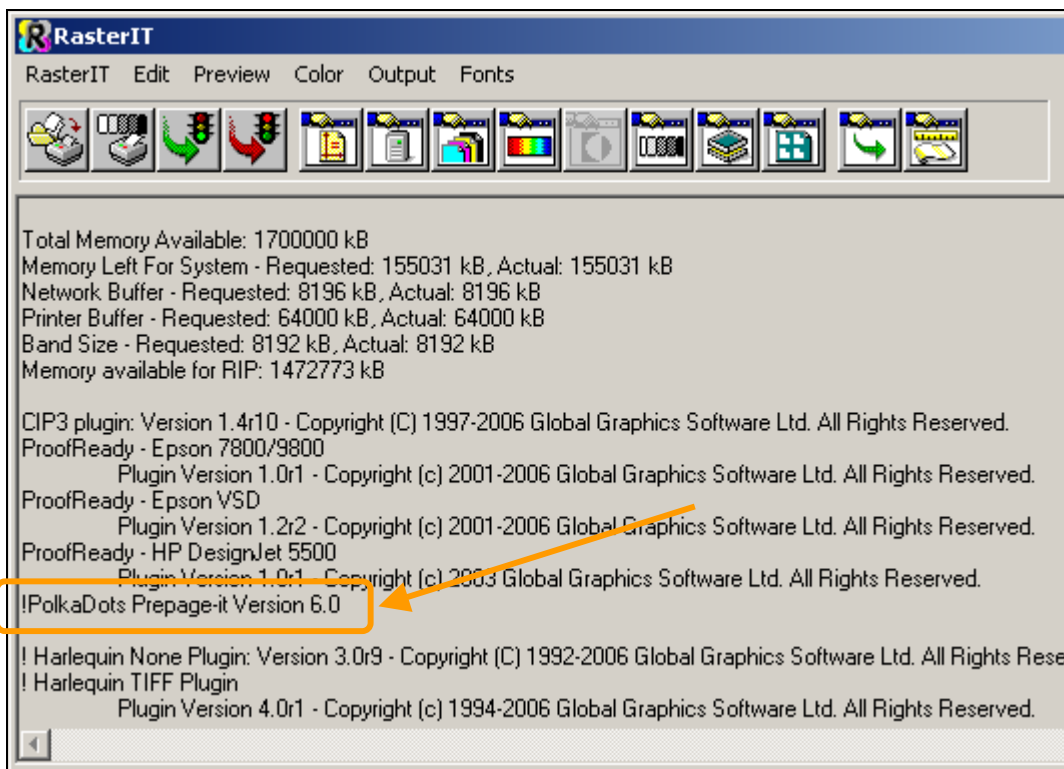 RasterIT
RasterIT Edit Preview Color Output Fonts
Total Memory Available: 1700000 kB
Memory Left For System - Requested: 155031 kB, Actual: 155031 kB
Network Buffer - Requested: 8196 kB, Actual: 8196 kB
Printer Buffer - Requested: 64000 kB, Actual: 64000 kB
Band Size - Requested: 8192 kB, Actual: 8192 kB
Memory available for RIP: 1472773 kB
CIP3 plugin: Version 1.4r10 - Copyright (C) 1997-2006 Global Graphics Software Ltd. All Rights Reserved.
ProofReady - Epson 7800/9800
Plugin Version 1.0r1 - Copyright (c) 2001-2006 Global Graphics Software Ltd. All Rights Reserved.
ProofReady - Epson VSD
Plugin Version 1.2r2 - Copyright (c) 2001-2006 Global Graphics Software Ltd. All Rights Reserved.
ProofReady - HP DesignJet 5500
Plugin Version 1.0r1 - Copyright (c) 2003 Global Graphics Software Ltd. All Rights Reserved.
!PolkaDots Prepage-it Version 6.0
! Harlequin None Plugin: Version 3.0r9 - Copyright (C) 1992-2006 Global Graphics Software Ltd. All Rights Rese
! Harlequin TIFF Plugin
Plugin Version 4.0r1 - Copyright (c) 1994-2006 Global Graphics Software Ltd. All Rights Reserved.